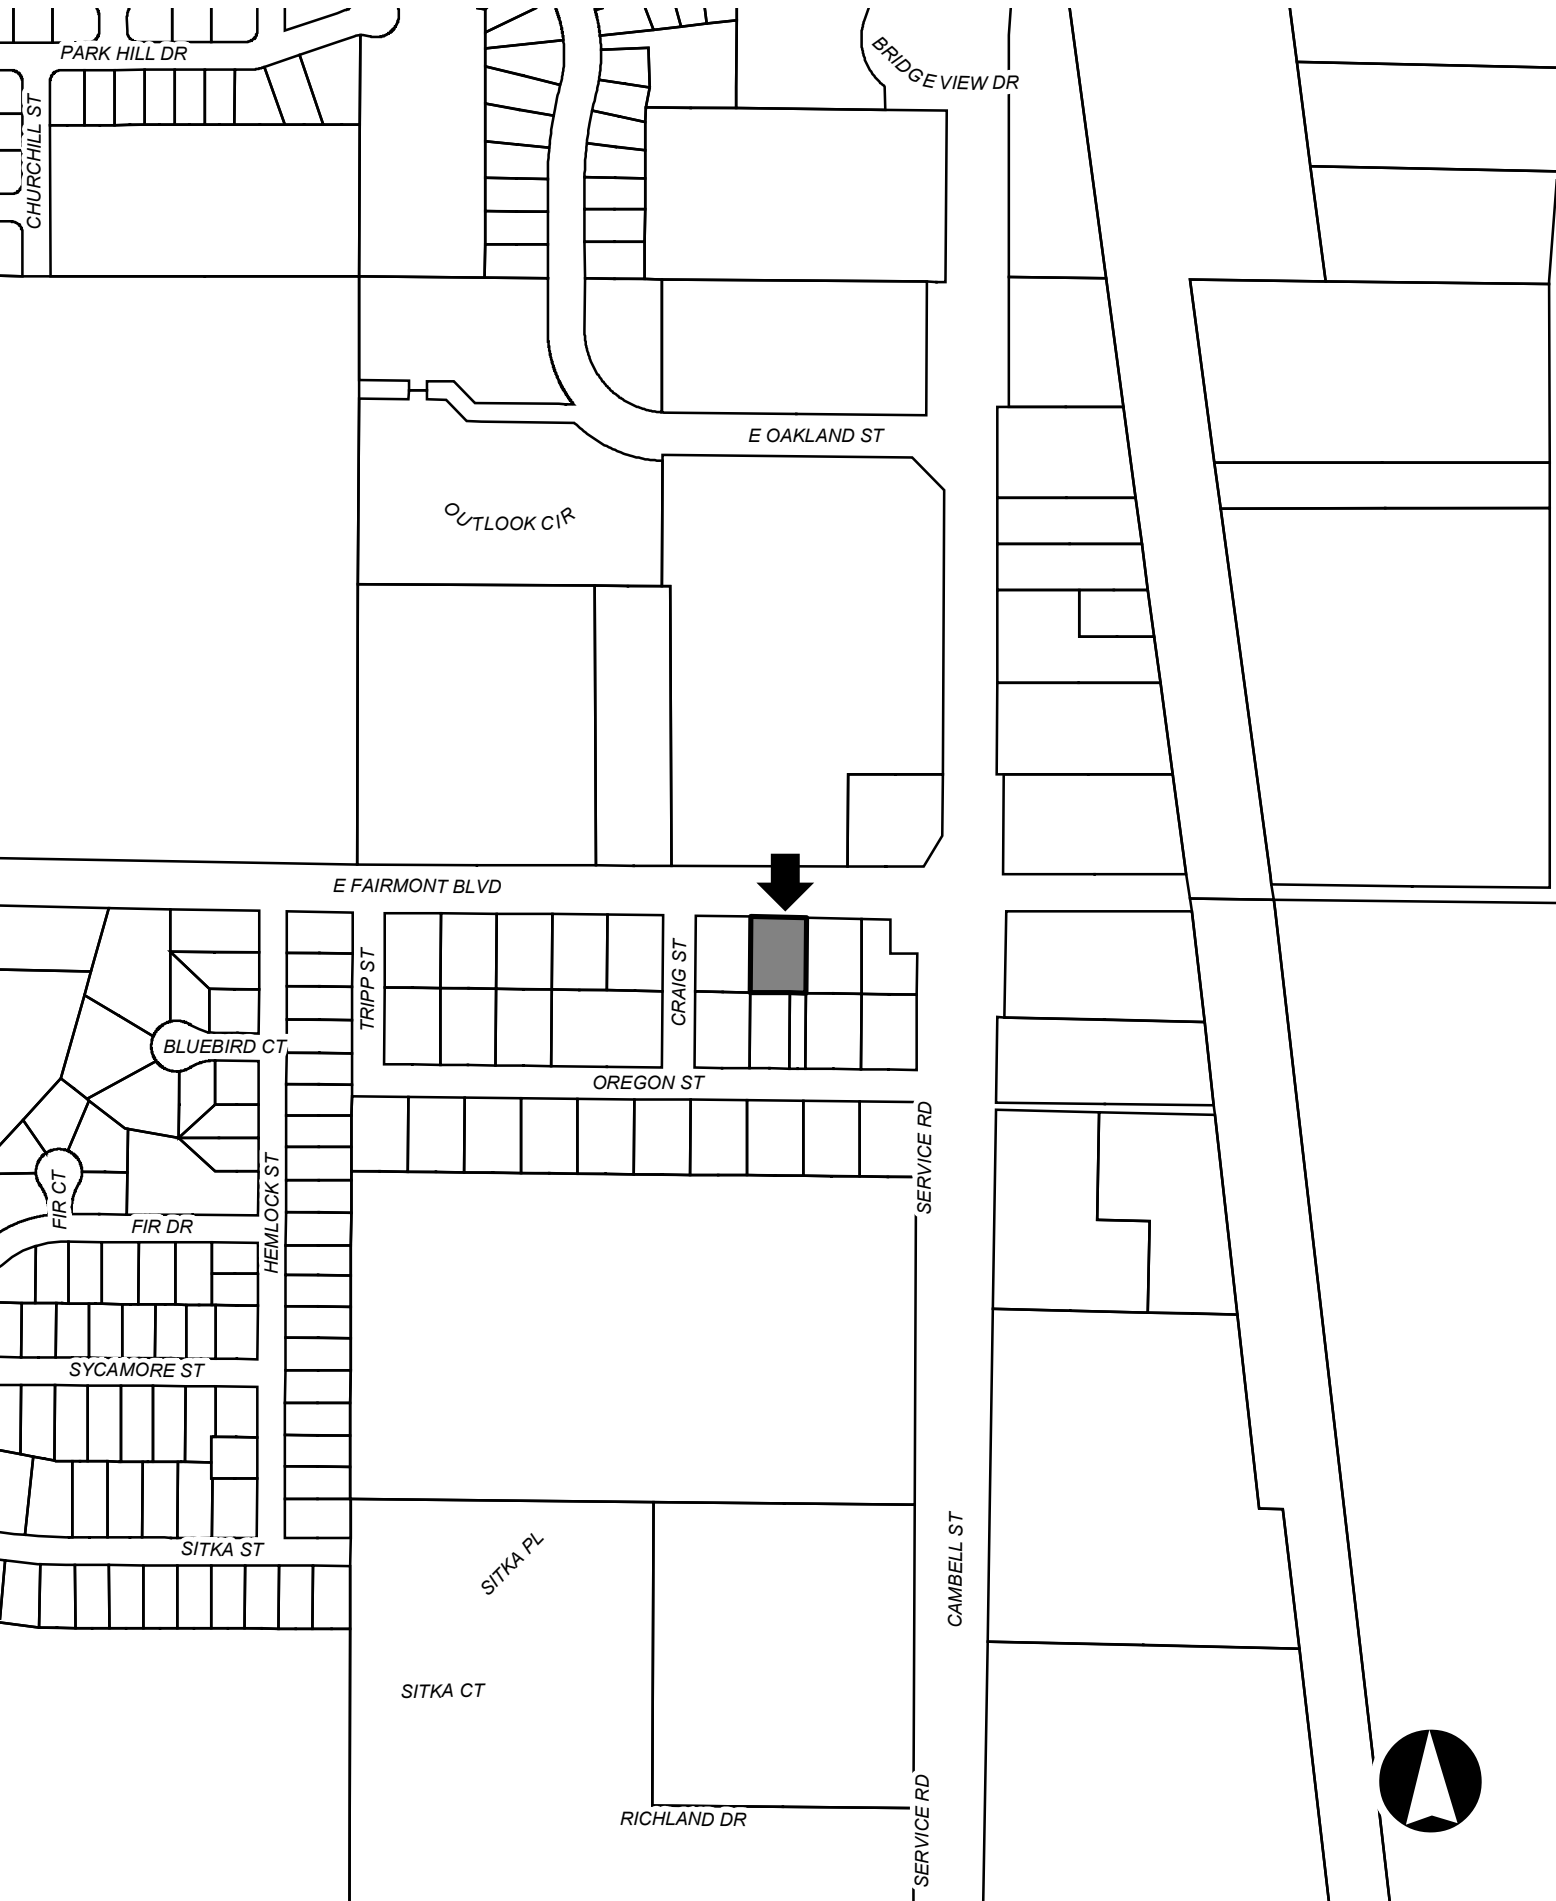 PARK HILL DR
BRIDGE VIEW DR
CHURCHILL ST
E OAKLAND ST
OUTLOOK CIR
E FAIRMONT BLVD
TRIPP ST
CRAIG ST
BLUEBIRD CT
OREGON ST
SERVICE RD
FIR CT
HEMLOCK ST
FIR DR
SYCAMORE ST
SITKA ST
SITKA PL
CAMBELL ST
SITKA CT
RICHLAND DR
SERVICE RD